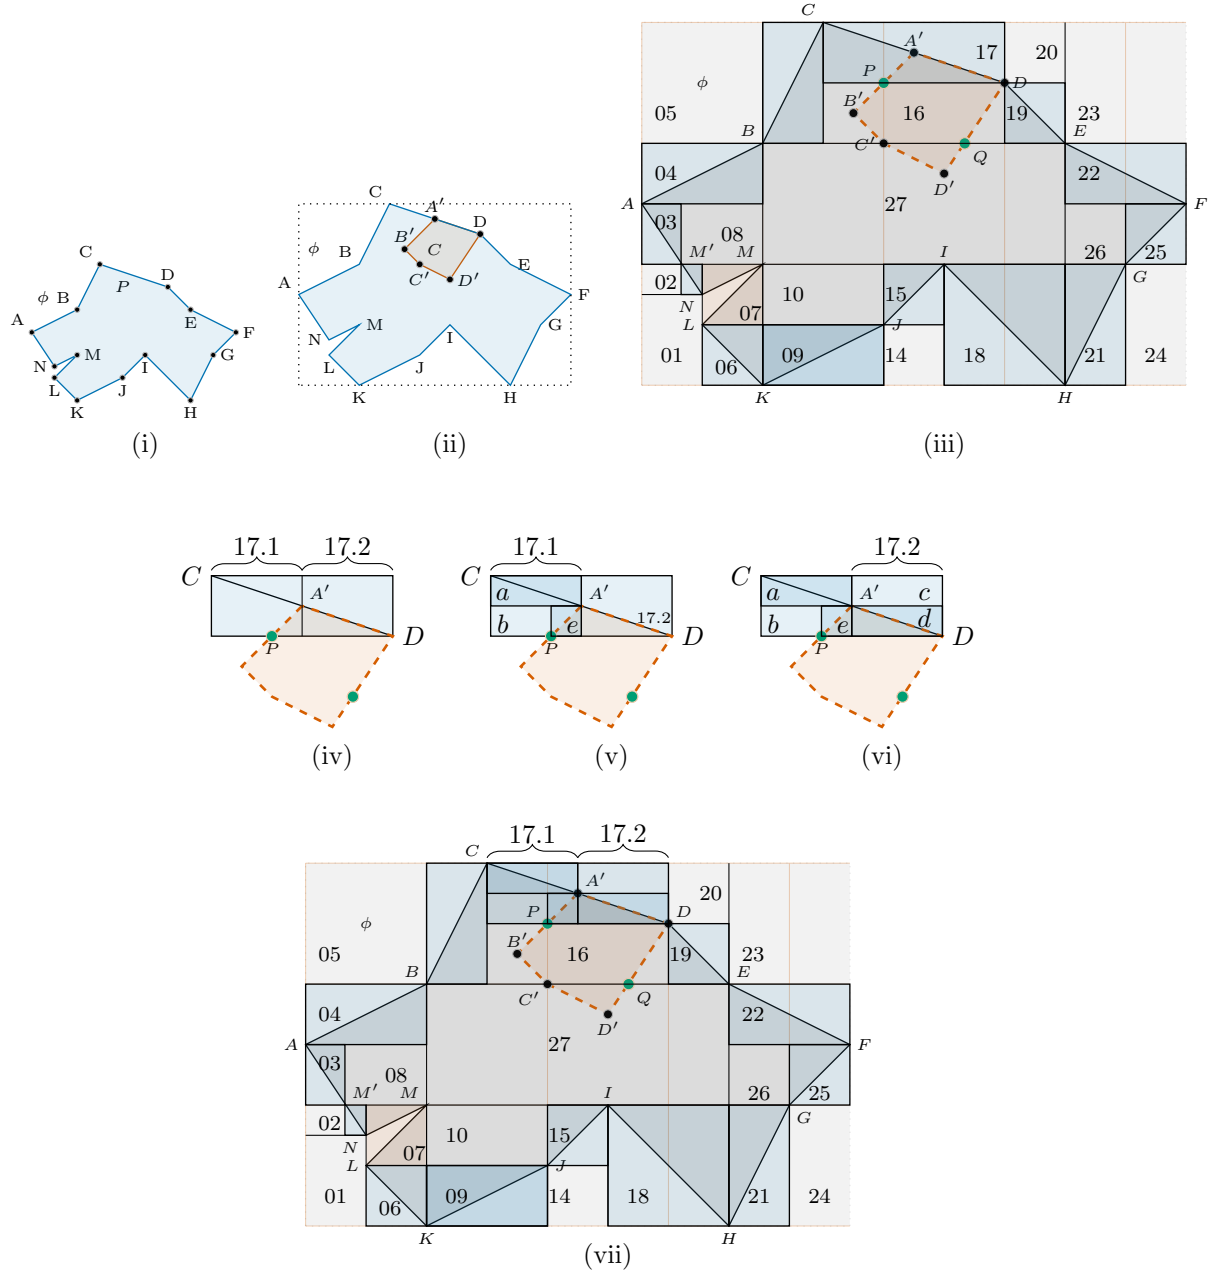 C
D
P
ϕ
B
E
A
F
M
G
N
I
L
J
K
H
(i)
C
A′
D
ϕ
B
B′
C
E
C′
D′
A
F
M
G
N
I
L
J
K
H
(ii)
C
A′
17
20
ϕ
P
D
B′
05
16
19
23
B
E
C′
Q
04
22
D′
A
27
F
03
08
M′
M
I
26
25
02
G
N
10
15
L
07
J
01
06
09
14
18
21
24
K
H
(iii)
17.1
17.2
C
A′
P
D
(iv)
17.1
C
a
A′
b
e
17.2
P
D
(v)
17.2
C
a
A′
c
b
e
d
P
D
(vi)
17.1
17.2
C
A′
20
ϕ
P
D
B′
05
16
19
23
B
E
C′
Q
04
22
D′
A
27
F
03
08
M′
M
I
26
25
02
G
N
10
15
L
07
J
01
06
09
14
18
21
24
K
H
(vii)